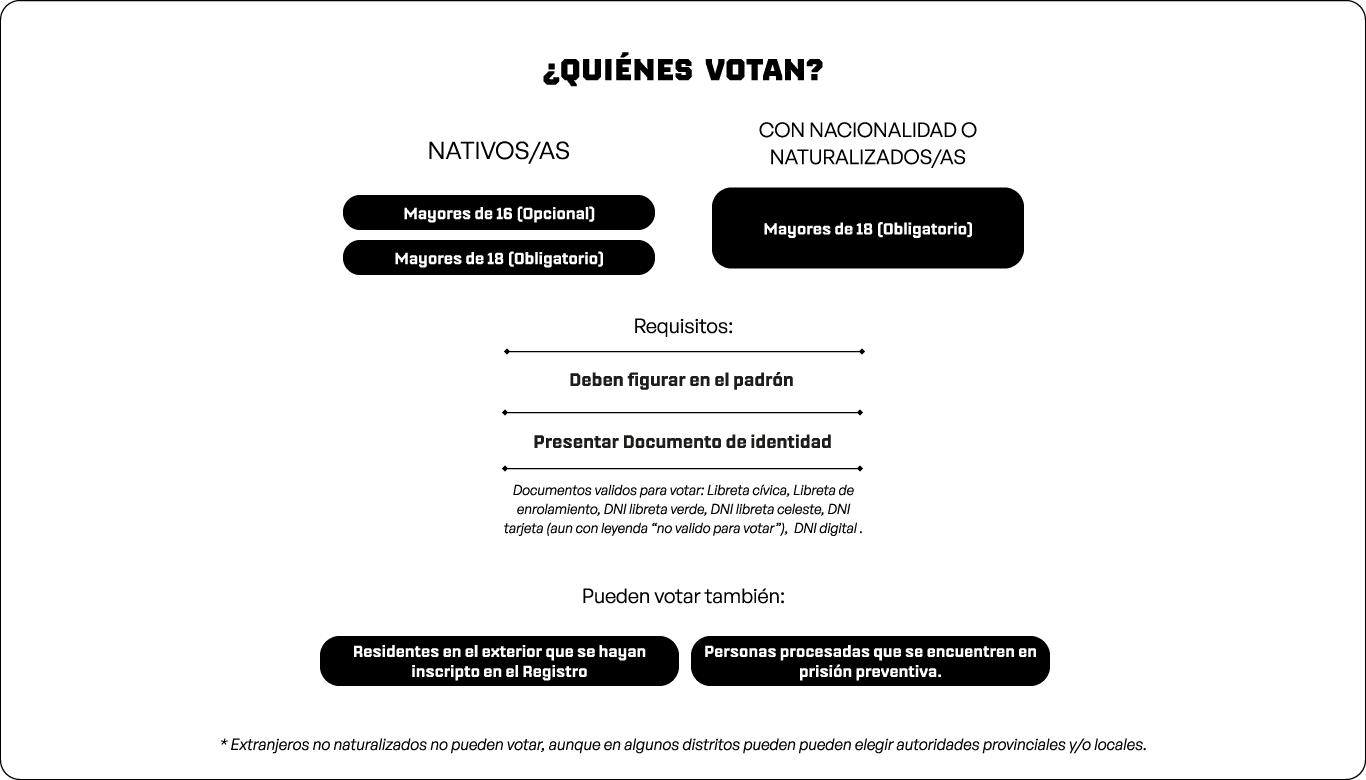 ¿QUIÉNES VOTAN?
NATIVOS/AS
Mayores de 16 (Opcional)
Mayores de 18 (Obligatorio)
CON NACIONALIDAD O
NATURALIZADOS/AS
Mayores de 18 (Obligatorio)
Requisitos:
Deben figurar en el padrón
Presentar Documento de identidad
Documentos validos para votar: Libreta cívica, Libreta de
enrolamiento, DNI libreta verde, DNI libreta celeste, DNI
tarjeta (aun con leyenda “no valido para votar”), DNI digital .
Pueden votar también:
Residentes en el exterior que se hayan
inscripto en el Registro
Personas procesadas que se encuentren en
prisión preventiva.
* Extranjeros no naturalizados no pueden votar, aunque en algunos distritos pueden pueden elegir autoridades provinciales y/o locales.